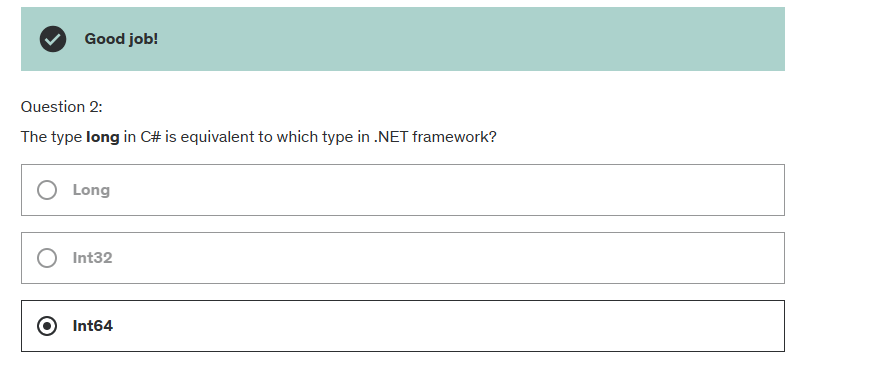 Good job!
Question 2:
The type long in C# is equivalent to which type in .NET framework?
Long
Int32
Int64